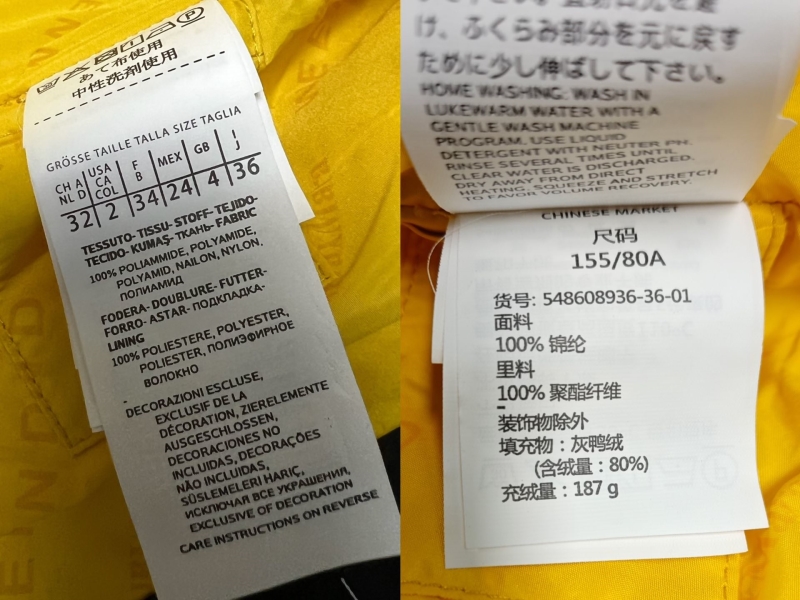 あて布使用
中性洗剤使用
GRÖSSE TAILLE TALLA SIZE TAGLIA
CH A NL D
USA CA COL
F B
MEX
GB
I J
32 2 34 24 4 36
TESSUTO- TISSU- STOFF- TEJIDO-
TECIDO- KUMAŞ- ТКАНЬ- FABRIC
100% POLIAMMIDE, POLYAMIDE,
POLYAMID, NAILON, NYLON,
ПОЛИАМИД
FODERA- DOUBLURE- FUTTER-
FORRO- ASTAR- ПОДКЛАДКА-
LINING
100% POLIESTERE, POLYESTER,
POLIESTER, ПОЛИЭФИРНОЕ
ВОЛОКНО
-
DECORAZIONI ESCLUSE,
EXCLUSIF DE LA
DÉCORATION, ZIERELEMENTE
AUSGESCHLOSSEN,
DECORACIONES NO
INCLUIDAS, DECORAÇÕES
NÃO INCLUIDAS,
SÜSLEMELERI HARIÇ,
ИСКЛЮЧАЯ ВСЕ УКРАШЕНИЯ,
EXCLUSIVE OF DECORATION
CARE INSTRUCTIONS ON REVERSE
け、ふくらみ部分を元に戻す
ために少し伸ばして下さい。
HOME WASHING: WASH IN
LUKEWARM WATER WITH A
GENTLE WASH MACHINE
PROGRAM. USE LIQUID
DETERGENT WITH NEUTER PH.
RINSE SEVERAL TIMES UNTIL
CLEAR WATER IS DISCHARGED.
DRY AWAY FROM DIRECT
HEATING, SQUEEZE AND STRETCH
TO FAVOR VOLUME RECOVERY.
CHINESE MARKET
尺码
155/80A
货号: 548608936-36-01
面料
100% 锦纶
里料
100% 聚酯纤维
-
装饰物除外
填充物：灰鸭绒
(含绒量：80%)
充绒量：187 g